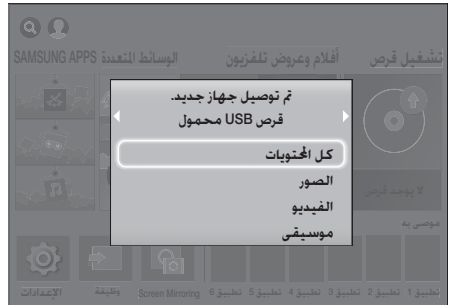 تشغيل قرص
أفلام وعروض تلفزيون
الوسائط المتعددة
SAMSUNG APPS
تم توصيل جهاز جديد.
قرص USB محمول
كل المحتويات
الصور
الفيديو
موسيقى
لا يوجد قرص
موصى به
تطبيق 1
تطبيق 2
تطبيق 3
تطبيق 4
تطبيق 5
تطبيق 6
Screen Mirroring
وظيفة
الإعدادات